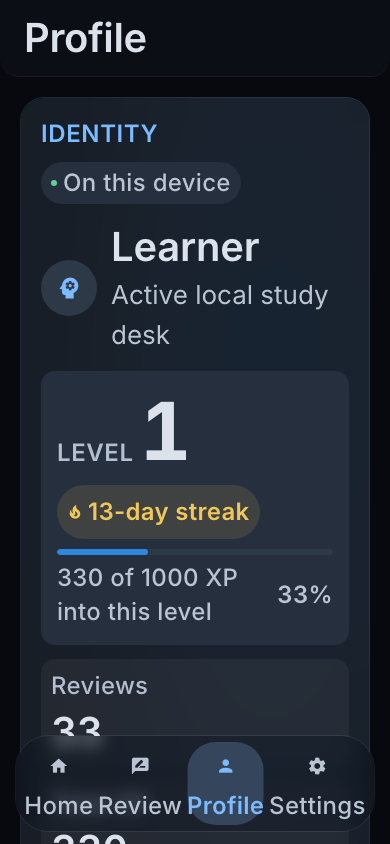 Profile
IDENTITY
On this device
Learner
Active local study
desk
LEVEL 1
13-day streak
330 of 1000 XP
into this level
33%
Reviews
33
Home Review Profile Settings